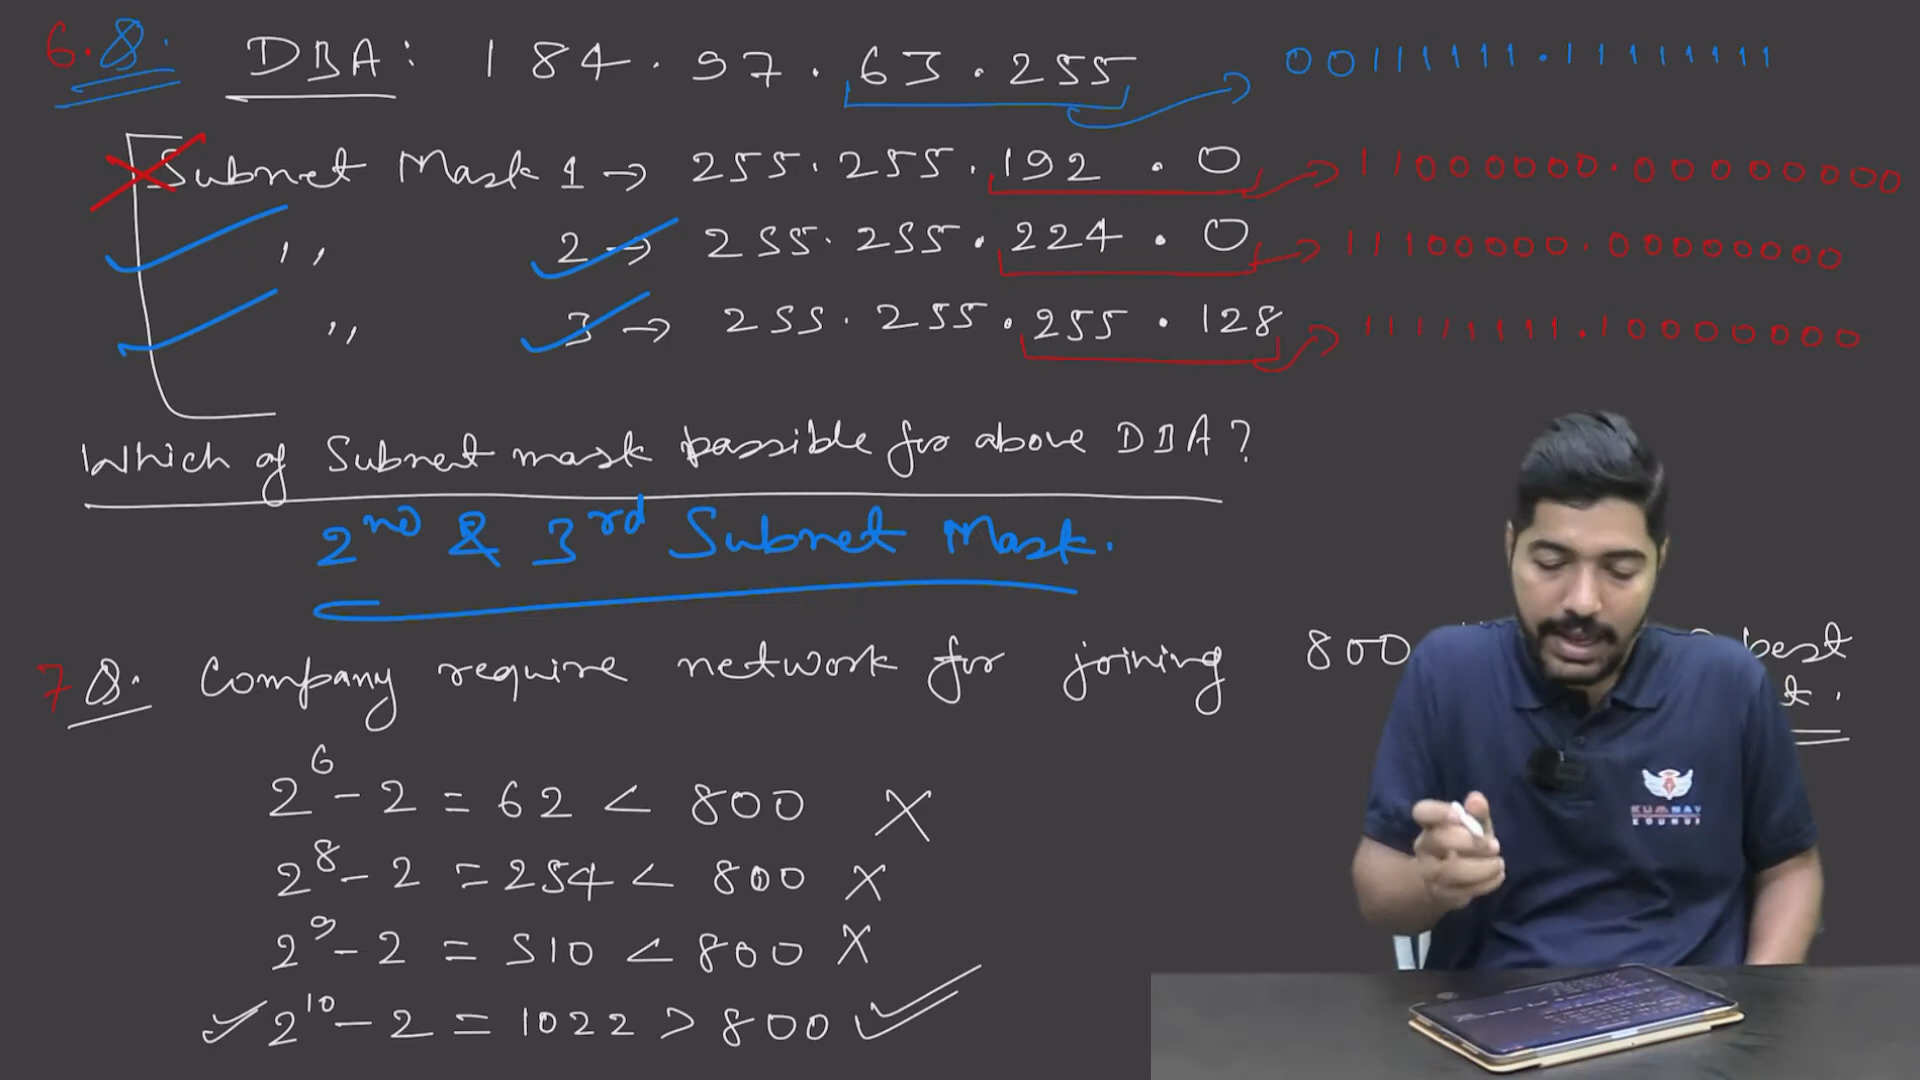 6.Q. DBA: 184.97.63.255 00111111.11111111
Subnet Mask 1 → 255.255.192.0 → 11000000.00000000
,, 2 → 255.255.224.0 → 11100000.00000000
,, 3 → 255.255.255.128 → 11111111.10000000
Which of Subnet mask possible for above DBA?
2nd & 3rd Subnet Mask.
7 Q. Company require network for joining 800 best
2^6 - 2 = 62 < 800 X
2^8 - 2 = 254 < 800 X
2^9 - 2 = 510 < 800 X
✓ 2^10 - 2 = 1022 > 800 ✓